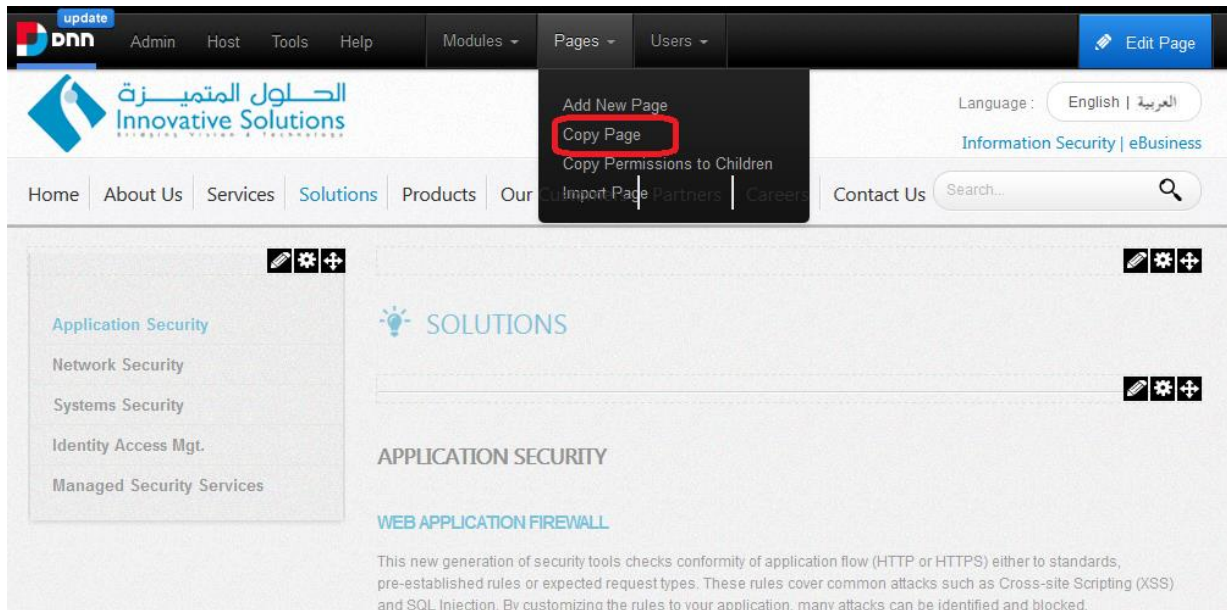 update
DNN Admin Host Tools Help Modules Pages Users Edit Page
الحلول المتميزة
Innovative Solutions
Bridging Vision & Technology
Add New Page
Copy Page
Copy Permissions to Children
Import Page
Language : English | العربية
Information Security | eBusiness
Home About Us Services Solutions Products Our Customers Partners Careers Contact Us Search...
Application Security
Network Security
Systems Security
Identity Access Mgt.
Managed Security Services
SOLUTIONS
APPLICATION SECURITY
WEB APPLICATION FIREWALL
This new generation of security tools checks conformity of application flow (HTTP or HTTPS) either to standards,
pre-established rules or expected request types. These rules cover common attacks such as Cross-site Scripting (XSS)
and SQL Injection. By customizing the rules to your application, many attacks can be identified and blocked.